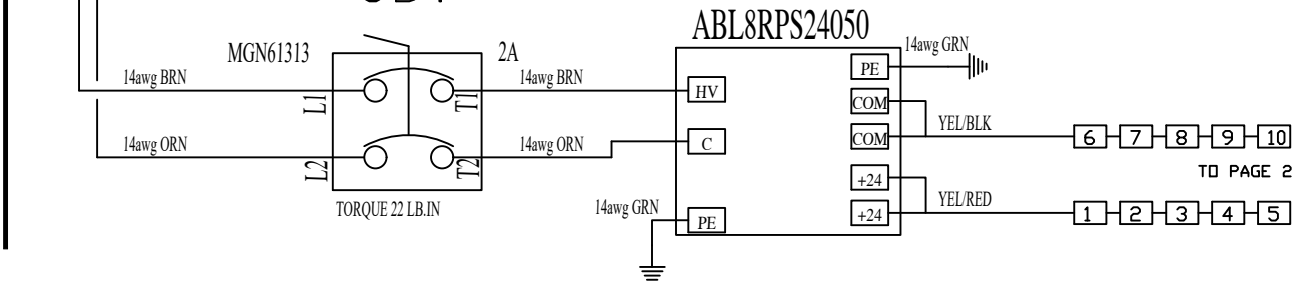 ABL8RPS24050
MGN61313
2A
14awg GRN
14awg BRN
14awg BRN
PE
L1
T1
HV
COM
YEL/BLK
14awg ORN
14awg ORN
C
COM
6 7 8 9 10
L2
T2
TO PAGE 2
+24
TORQUE 22 LB.IN
14awg GRN
YEL/RED
PE
+24
1 2 3 4 5